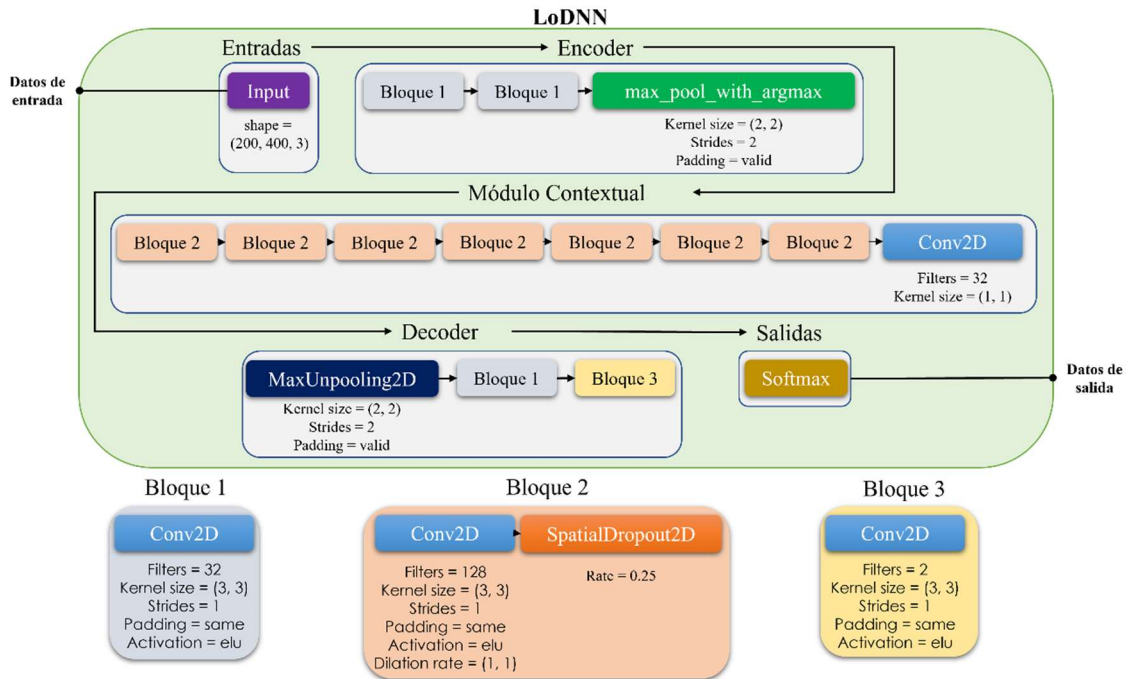 LoDNN
Entradas
Encoder
Datos de
entrada
Input
shape =
(200, 400, 3)
Bloque 1
Bloque 1
max_pool_with_argmax
Kernel size = (2, 2)
Strides = 2
Padding = valid
Módulo Contextual
Bloque 2
Bloque 2
Bloque 2
Bloque 2
Bloque 2
Bloque 2
Bloque 2
Conv2D
Filters = 32
Kernel size = (1, 1)
Decoder
Salidas
MaxUnpooling2D
Kernel size = (2, 2)
Strides = 2
Padding = valid
Bloque 1
Bloque 3
Softmax
Datos de
salida
Bloque 1
Conv2D
Filters = 32
Kernel size = (3, 3)
Strides = 1
Padding = same
Activation = elu
Bloque 2
Conv2D
Filters = 128
Kernel size = (3, 3)
Strides = 1
Padding = same
Activation = elu
Dilation rate = (1, 1)
SpatialDropout2D
Rate = 0.25
Bloque 3
Conv2D
Filters = 2
Kernel size = (3, 3)
Strides = 1
Padding = same
Activation = elu